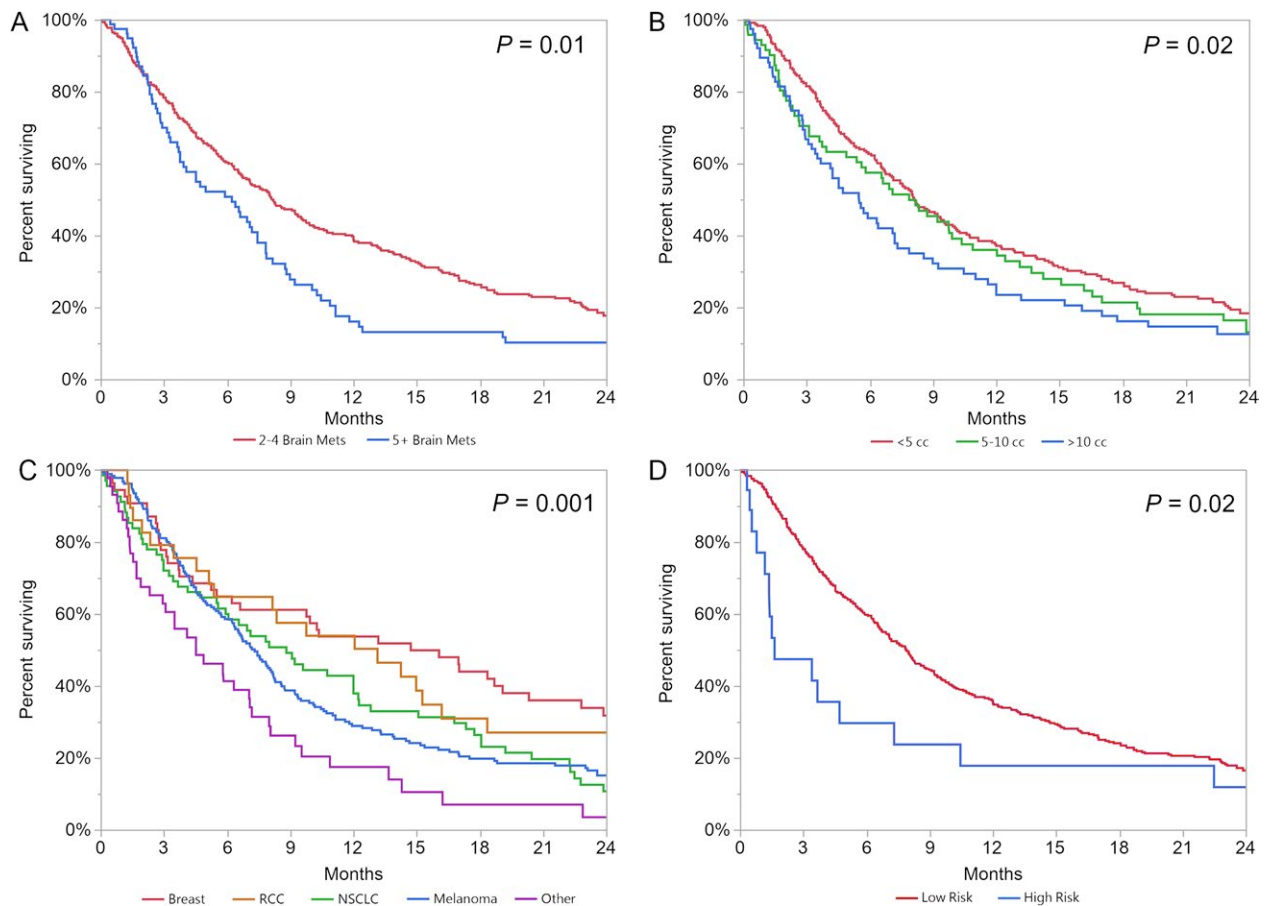 A
P = 0.01
Percent surviving
100%
80%
60%
40%
20%
0%
0 3 6 9 12 15 18 21 24
Months
2-4 Brain Mets 5+ Brain Mets
B
P = 0.02
Percent surviving
100%
80%
60%
40%
20%
0%
0 3 6 9 12 15 18 21 24
Months
<5 cc 5-10 cc >10 cc
C
P = 0.001
Percent surviving
100%
80%
60%
40%
20%
0%
0 3 6 9 12 15 18 21 24
Months
Breast RCC NSCLC Melanoma Other
D
P = 0.02
Percent surviving
100%
80%
60%
40%
20%
0%
0 3 6 9 12 15 18 21 24
Months
Low Risk High Risk